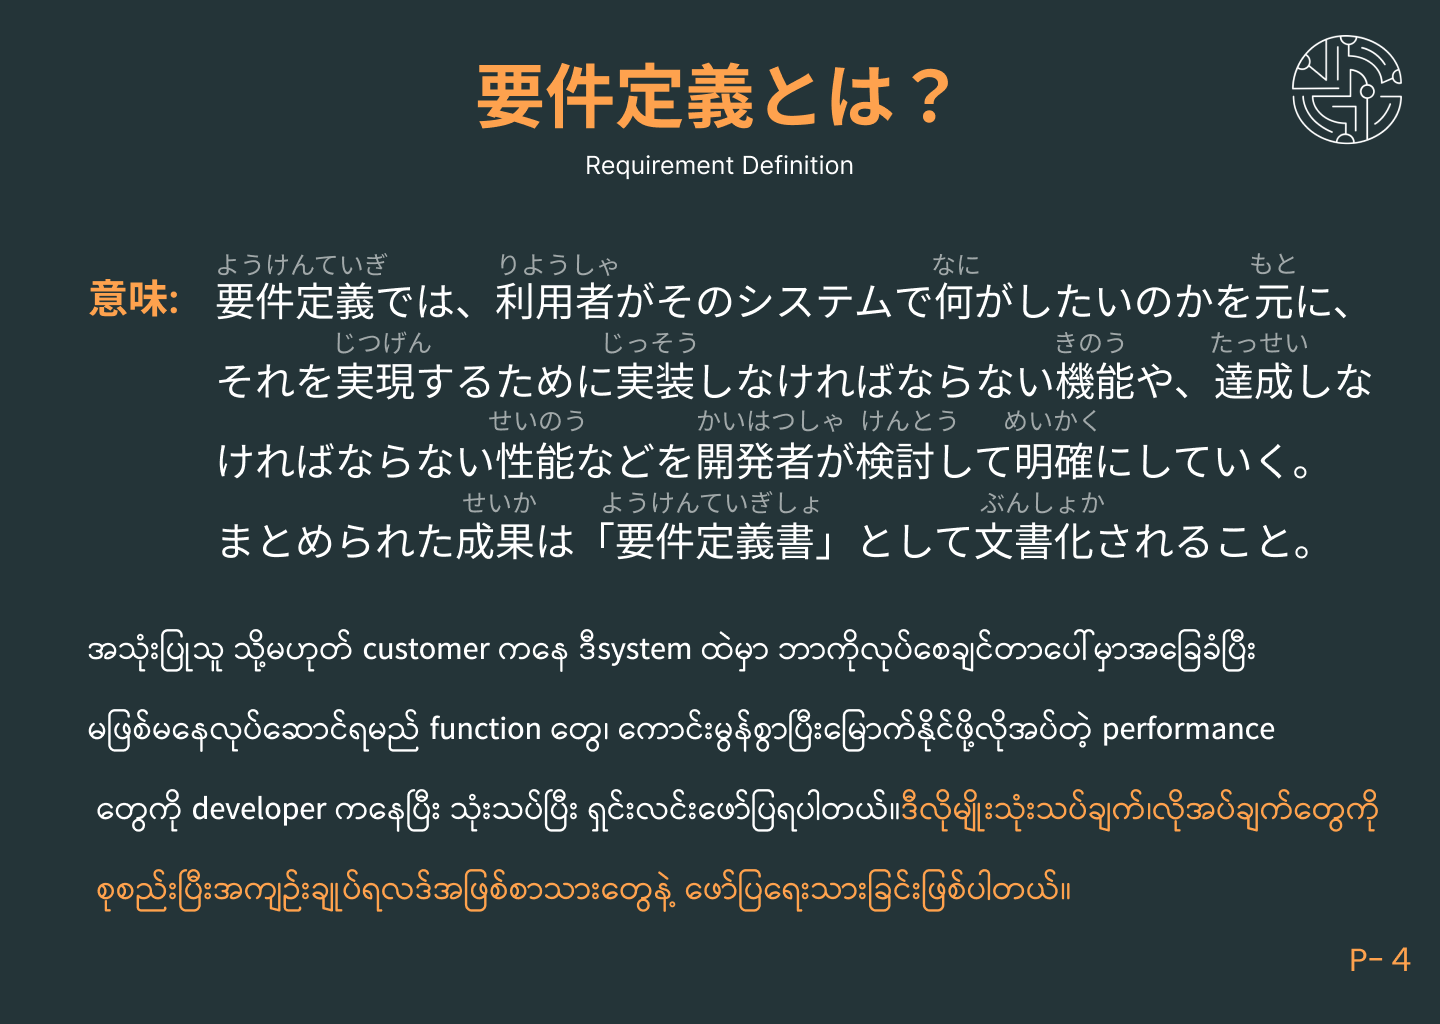 要件定義とは？
Requirement Definition
ようけんていぎ りようしゃ なに もと
意味: 要件定義では、利用者がそのシステムで何がしたいのかを元に、
じつげん じっそう きのう たっせい
それを実現するために実装しなければならない機能や、達成しな
せいのう かいはつしゃ けんとう めいかく
ければならない性能などを開発者が検討して明確にしていく。
せいか ようけんていぎしょ ぶんしょか
まとめられた成果は「要件定義書」として文書化されること。
အသုံးပြုသူ သို့မဟုတ် customer ကနေ ဒီsystem ထဲမှာ ဘာကိုလုပ်စေချင်တာပေါ်မှာအခြေခံပြီး
မဖြစ်မနေလုပ်ဆောင်ရမည် function တွေ၊ ကောင်းမွန်စွာပြီးမြောက်နိုင်ဖို့လိုအပ်တဲ့ performance
တွေကို developer ကနေပြီး သုံးသပ်ပြီး ရှင်းလင်းဖော်ပြရပါတယ်။ဒီလိုမျိုးသုံးသပ်ချက်၊လိုအပ်ချက်တွေကို
စုစည်းပြီးအကျဉ်းချုပ်ရလဒ်အဖြစ်စာသားတွေနဲ့ ဖော်ပြရေးသားခြင်းဖြစ်ပါတယ်။
P- 4